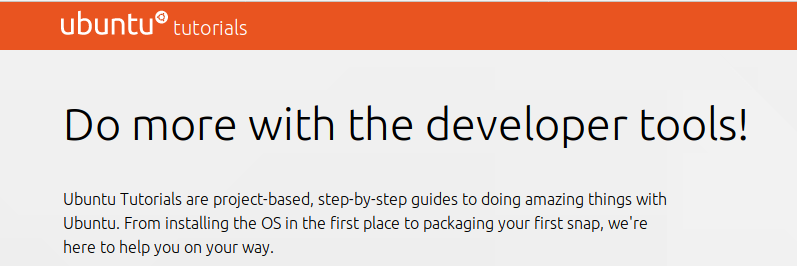 ubuntu tutorials
Do more with the developer tools!
Ubuntu Tutorials are project-based, step-by-step guides to doing amazing things with
Ubuntu. From installing the OS in the first place to packaging your first snap, we're
here to help you on your way.